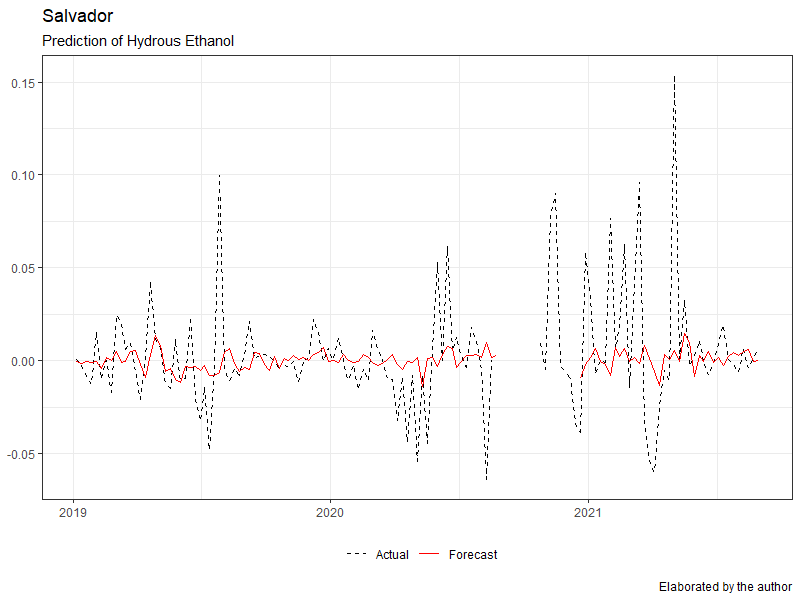 Salvador
Prediction of Hydrous Ethanol
0.15
0.10
0.05
0.00
-0.05
2019 2020 2021
Actual Forecast
Elaborated by the author